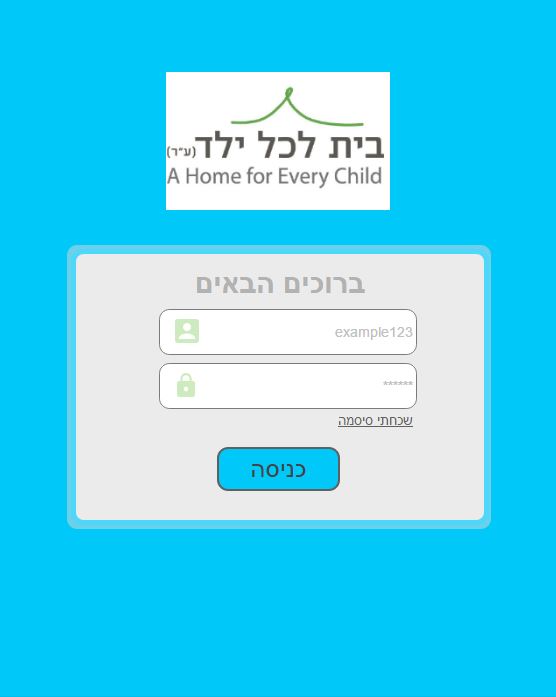 בית לכל ילד (ע"ר)
A Home for Every Child
ברוכים הבאים
example123
******
שכחתי סיסמה
כניסה